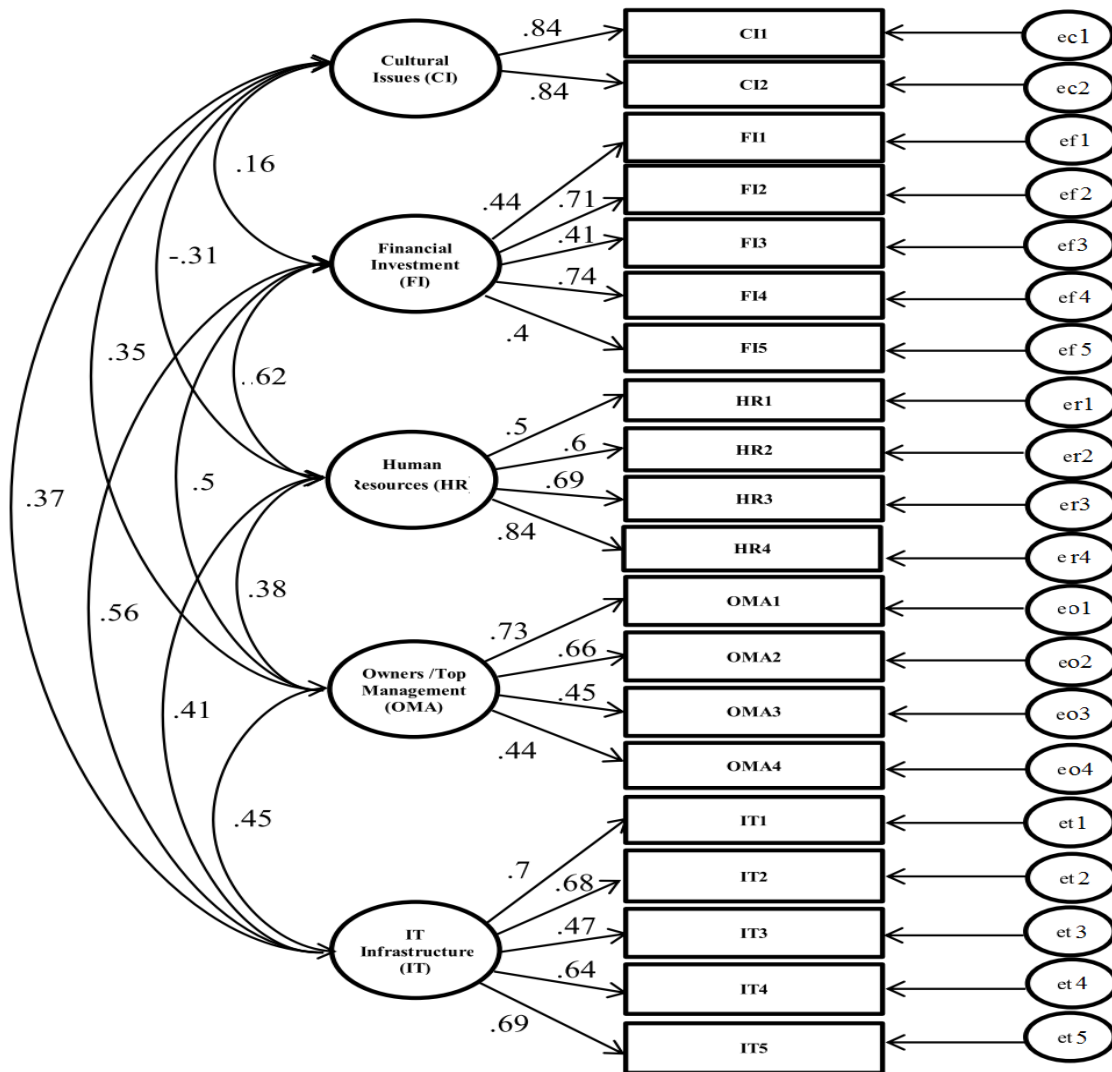 .84
CI1
ec1
Cultural
Issues (CI)
.84
CI2
ec2
FI1
ef1
.16
.44
.71
FI2
ef2
.41
FI3
ef3
Financial
Investment
(FI)
-.31
.74
FI4
ef4
.4
FI5
ef5
.35
..62
HR1
er1
.5
.6
HR2
er2
Human
Resources (HR)
.5
.69
HR3
er3
.37
.84
HR4
er4
.38
.56
OMA1
eo1
.73
.66
OMA2
eo2
Owners /Top
Management
(OMA)
.45
OMA3
eo3
.41
.44
OMA4
eo4
.45
IT1
et1
.7
.68
IT2
et2
IT
Infrastructure
(IT)
.47
IT3
et3
.64
IT4
et4
.69
IT5
et5